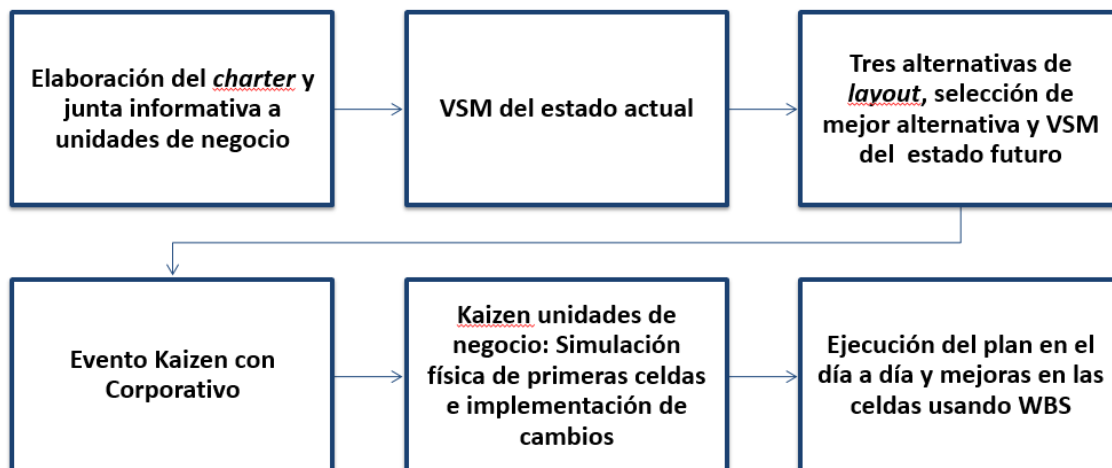 Elaboración del charter y
junta informativa a
unidades de negocio
VSM del estado actual
Tres alternativas de
layout, selección de
mejor alternativa y VSM
del estado futuro
Evento Kaizen con
Corporativo
Kaizen unidades de
negocio: Simulación
física de primeras celdas
e implementación de
cambios
Ejecución del plan en el
día a día y mejoras en las
celdas usando WBS